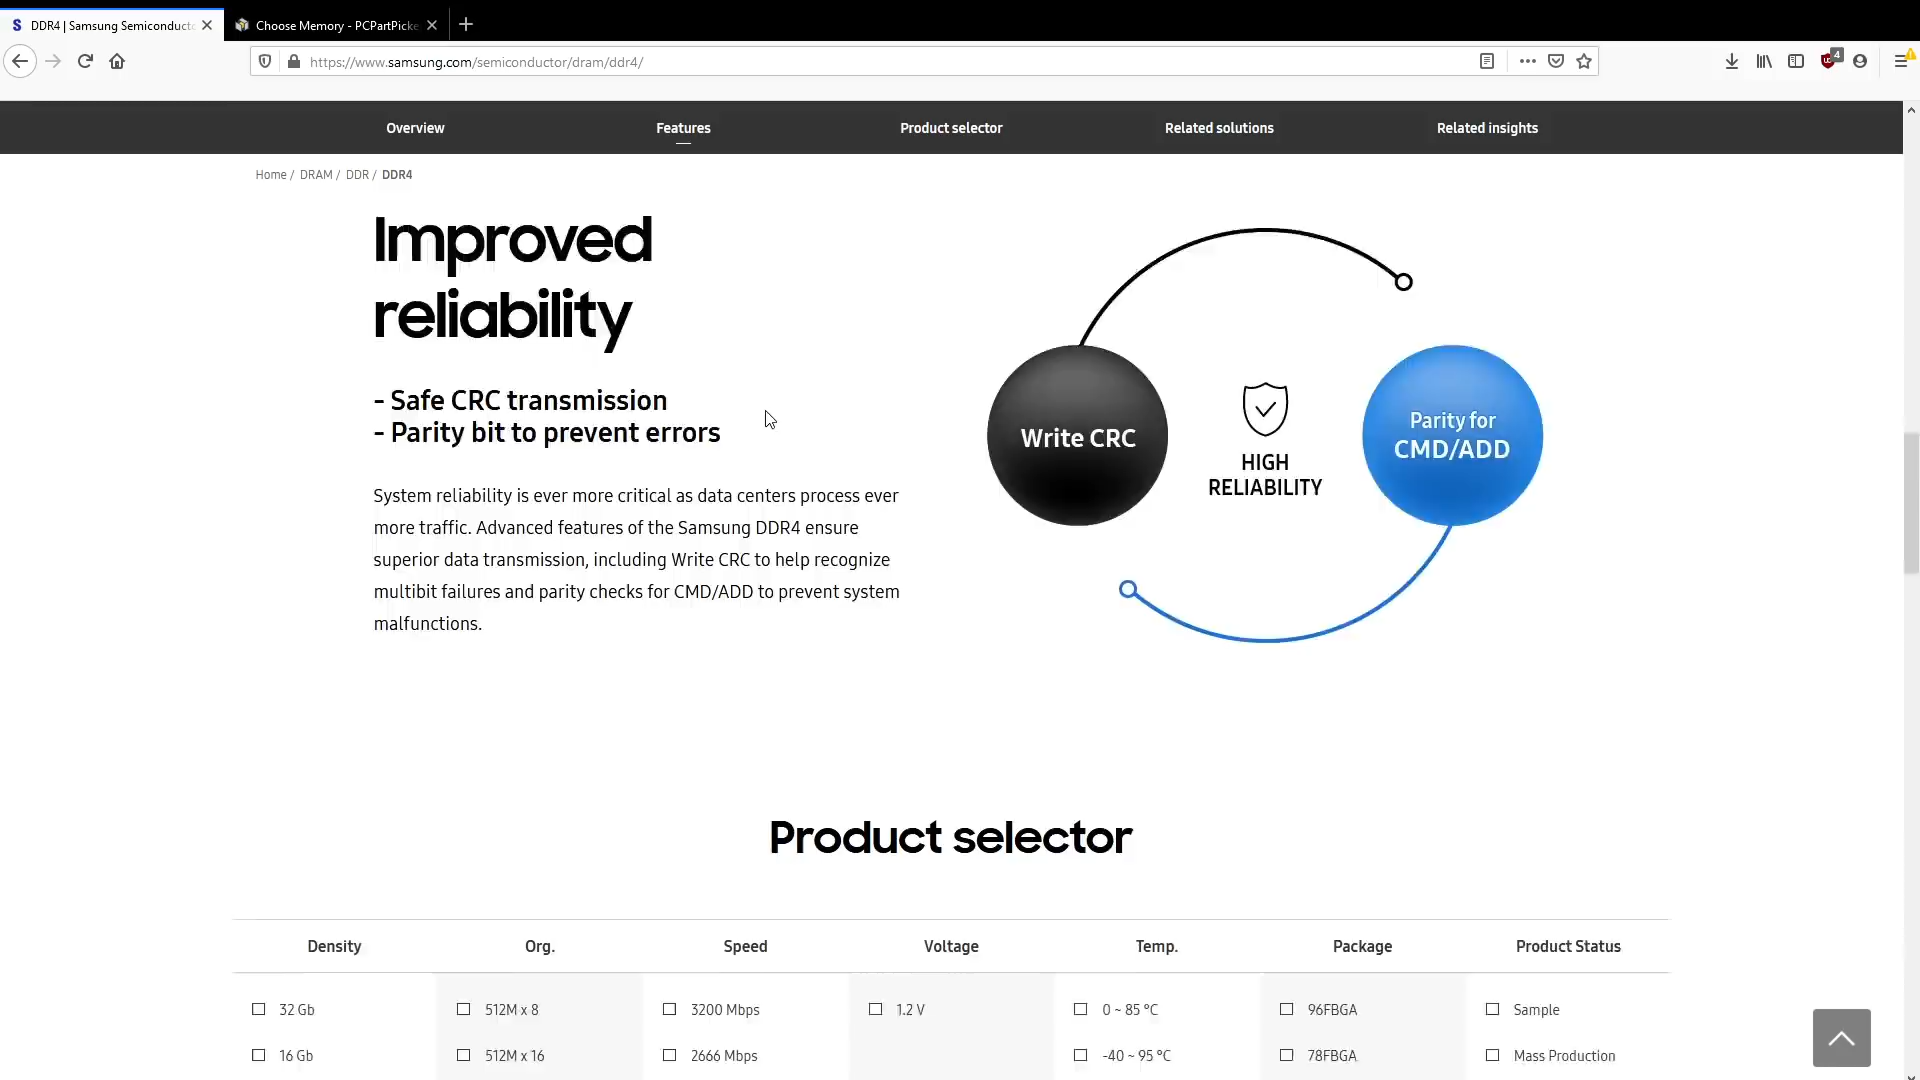 DDR4 | Samsung Semiconducto
Choose Memory - PCPartPicke
https://www.samsung.com/semiconductor/dram/ddr4/
4
Overview
Features
Product selector
Related solutions
Related insights
Home / DRAM / DDR / DDR4
Improved
reliability
- Safe CRC transmission
- Parity bit to prevent errors
System reliability is ever more critical as data centers process ever
more traffic. Advanced features of the Samsung DDR4 ensure
superior data transmission, including Write CRC to help recognize
multibit failures and parity checks for CMD/ADD to prevent system
malfunctions.
Write CRC
HIGH
RELIABILITY
Parity for
CMD/ADD
Product selector
Density
Org.
Speed
Voltage
Temp.
Package
Product Status
32 Gb
512M x 8
3200 Mbps
1.2 V
0 ~ 85 °C
96FBGA
Sample
16 Gb
512M x 16
2666 Mbps
-40 ~ 95 °C
78FBGA
Mass Production